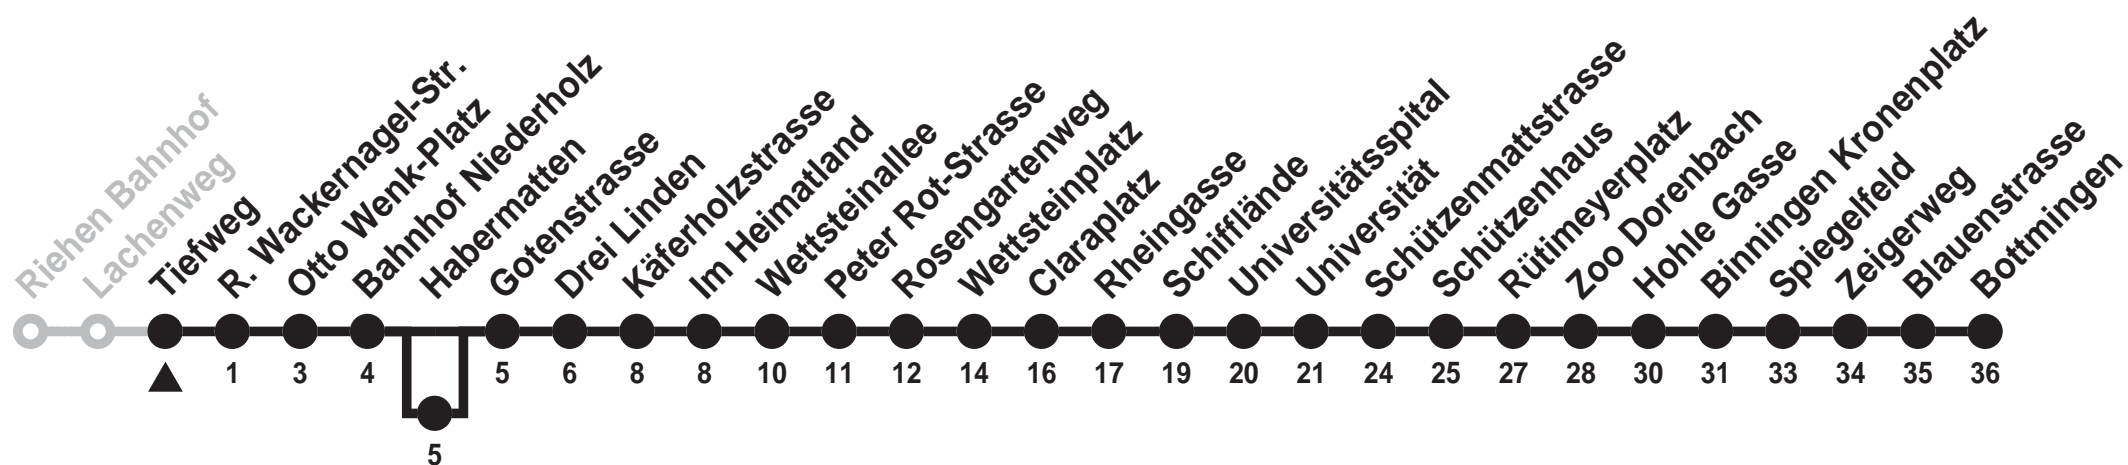 Riehen Bahnhof
Lachenweg
Tiefweg
R. Wackernagel-Str.
Otto Wenk-Platz
Bahnhof Niederholz
Habermatten
Gotenstrasse
Drei Linden
Käferholzstrasse
Im Heimatland
Wettsteinallee
Peter Rot-Strasse
Rosengartenweg
Wettsteinplatz
Claraplatz
Rheingasse
Schifflände
Universitätsspital
Universität
Schützenmattstrasse
Schützenhaus
Rütimeyerplatz
Zoo Dorenbach
Hohle Gasse
Binningen Kronenplatz
Spiegelfeld
Zeigerweg
Blauenstrasse
Bottmingen
1 3 4 5 6 8 8 10 11 12 14 16 17 19 20 21 24 25 27 28 30 31 33 34 35 36
5